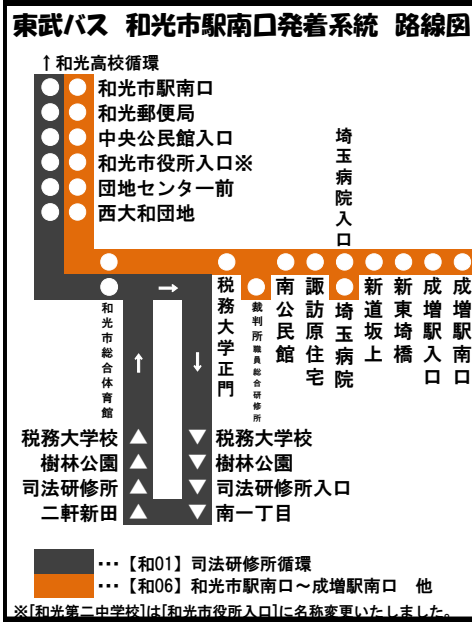 東武バス 和光市駅南口発着系統 路線図
↑和光高校循環
和光市駅南口
和光郵便局
中央公民館入口
和光市役所入口※
団地センター前
西大和団地
和光市総合体育館
→
税務大学正門
裁判所職員総合研修所
南公民館
諏訪原住宅
埼玉病院入口
埼玉病院
新道坂上
新東埼橋
成増駅入口
成増駅南口
↑
↓
税務大学校 ▲ ▼ 税務大学校
樹林公園 ▲ ▼ 樹林公園
司法研修所 ▲ ▼ 司法研修所入口
二軒新田 ▲ ▼ 南一丁目
…【和01】司法研修所循環
…【和06】和光市駅南口～成増駅南口 他
※[和光第二中学校]は[和光市役所入口]に名称変更いたしました。